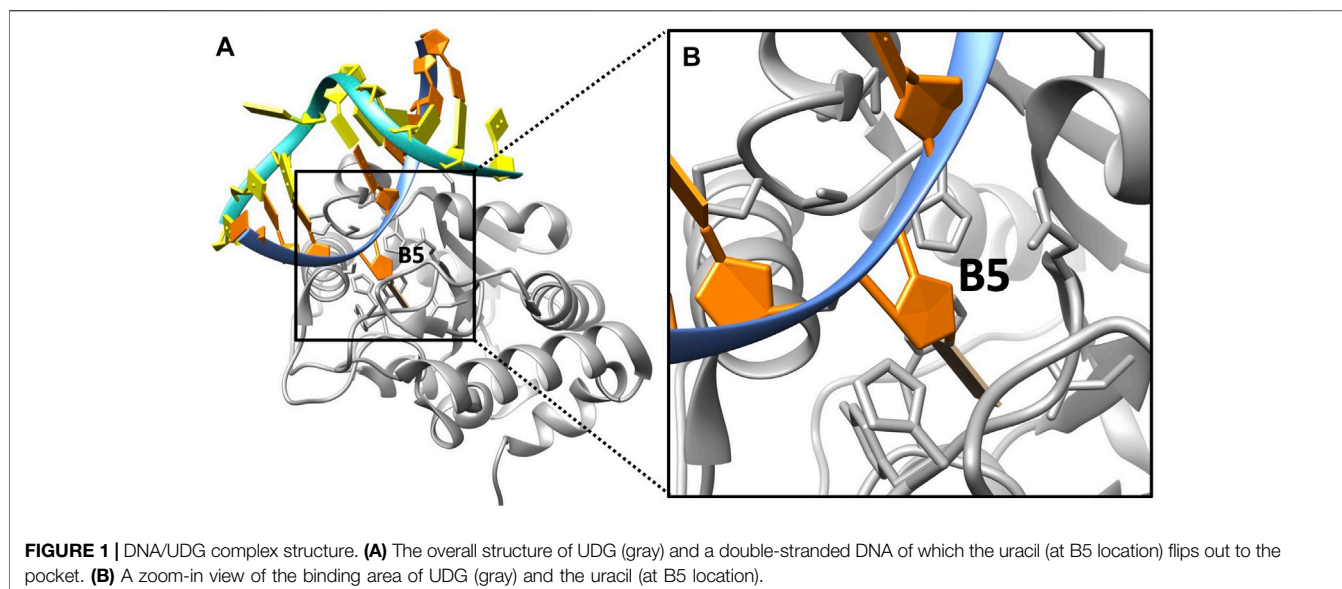 A
B
B5
B5
FIGURE 1 | DNA/UDG complex structure. (A) The overall structure of UDG (gray) and a double-stranded DNA of which the uracil (at B5 location) flips out to the
pocket. (B) A zoom-in view of the binding area of UDG (gray) and the uracil (at B5 location).